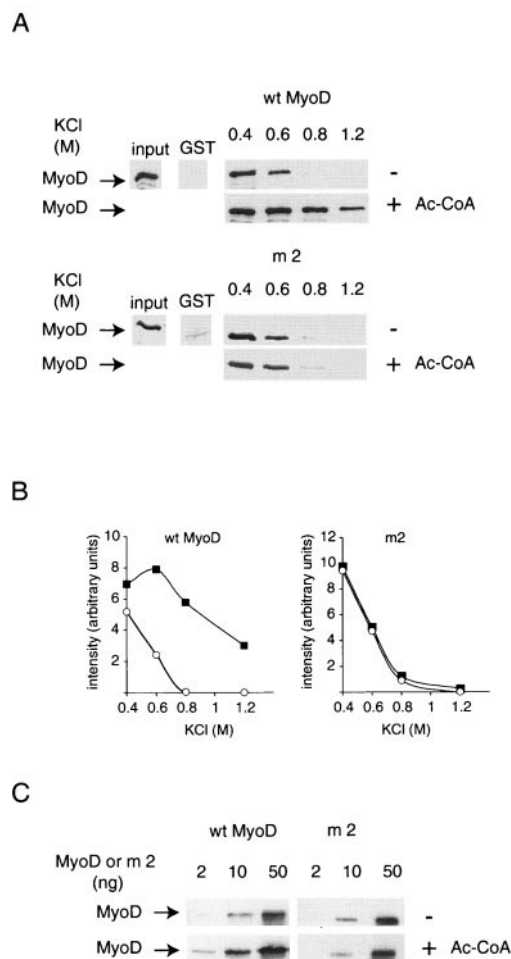 A
wt MyoD
KCl (M) input GST 0.4 0.6 0.8 1.2
MyoD → -
MyoD → + Ac-CoA
m 2
KCl (M) input GST 0.4 0.6 0.8 1.2
MyoD → -
MyoD → + Ac-CoA
B
intensity (arbitrary units)
10
8
6
4
2
wt MyoD
0.4 0.6 0.8 1 1.2
KCl (M)
intensity (arbitrary units)
12
10
8
6
4
2
m2
0.4 0.6 0.8 1 1.2
KCl (M)
C
wt MyoD m 2
MyoD or m 2 (ng) 2 10 50 2 10 50
MyoD → -
MyoD → + Ac-CoA